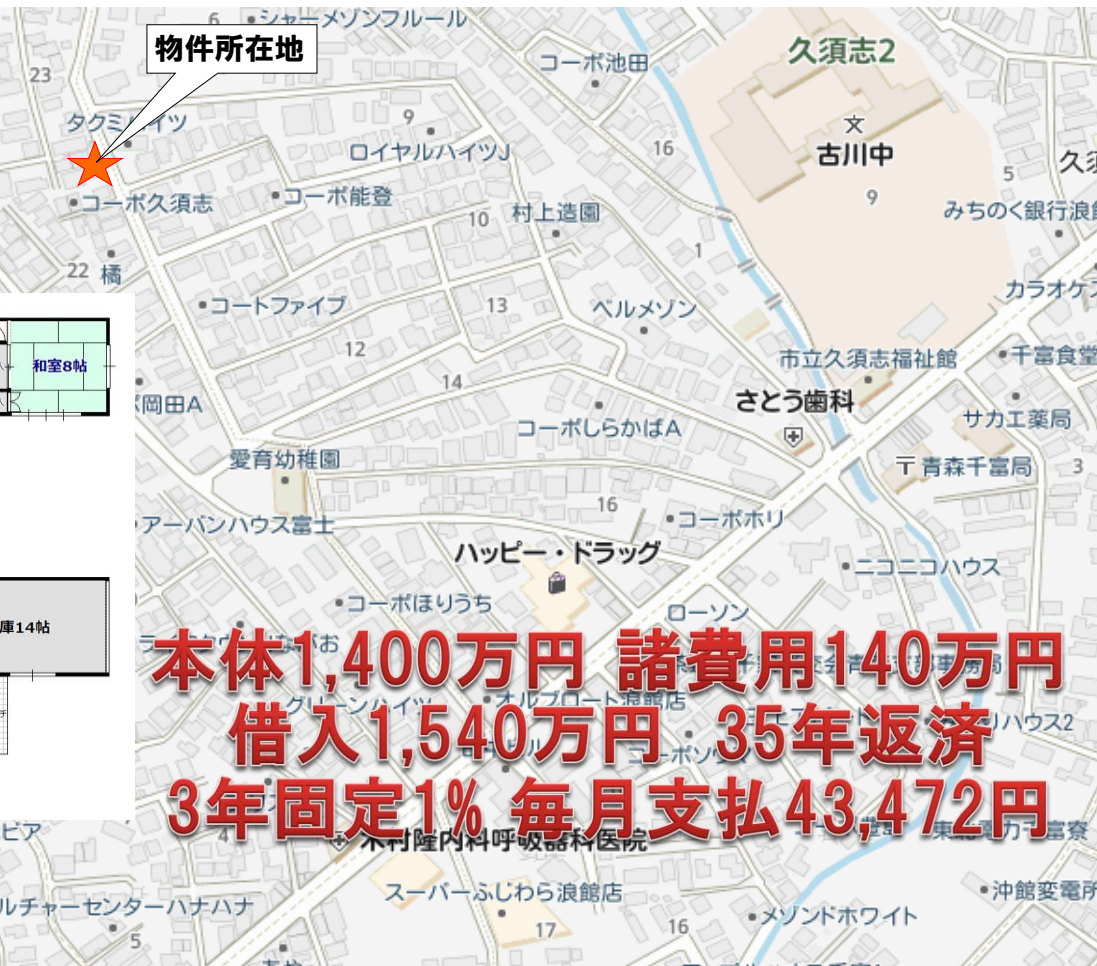 6
シャーメゾンフルール
物件所在地
久須志2
コーポ池田
23
タクミハイツ
9
文
古川中
ロイヤルハイツJ
16
5
コーポ久須志
コーポ能登
9
みちのく銀行浪館
10
村上造園
1
22
橘
カラオケ
コートファイブ
13
ベルメゾン
和室8帖
12
市立久須志福祉館
千富食堂
14
岡田A
さとう歯科
サカエ薬局
コーポしらかばA
愛育幼稚園
〒青森千富局
3
16
コーポホリ
アーバンハウス富士
ハッピー・ドラッグ
ニコニコハウス
コーポほりうち
ローソン
庫14帖
本体1,400万円 諸費用140万円
グリーンハイツ
オルプロート浪館店
借入1,540万円 35年返済
ハウス2
3年固定1% 毎月支払43,472円
ピア
4
木村隆内科呼吸器科医院
スーパーふじわら浪館店
沖館変電所
ルチャーセンターハナハナ
メゾンドホワイト
5
17
16